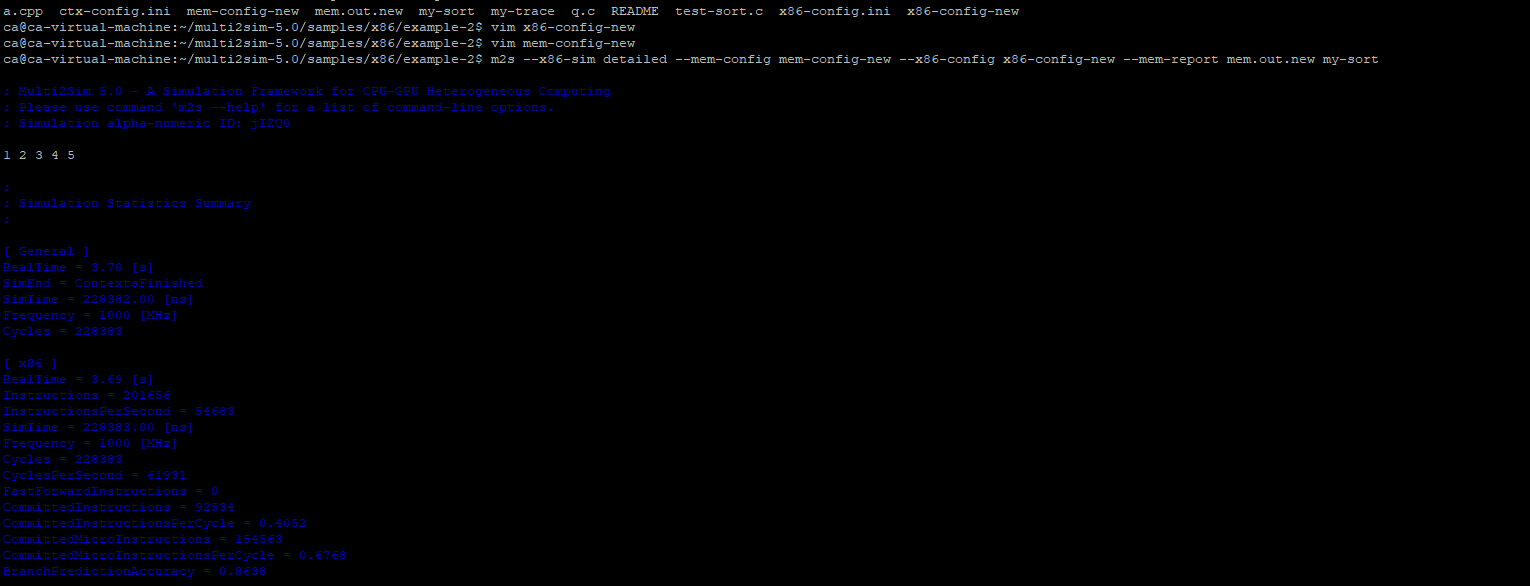 a.cpp  ctx-config.ini  mem-config-new  mem.out.new  my-sort  my-trace  q.c  README  test-sort.c  x86-config.ini  x86-config-new
ca@ca-virtual-machine:~/multi2sim-5.0/samples/x86/example-2$ vim x86-config-new
ca@ca-virtual-machine:~/multi2sim-5.0/samples/x86/example-2$ vim mem-config-new
ca@ca-virtual-machine:~/multi2sim-5.0/samples/x86/example-2$ m2s --x86-sim detailed --mem-config mem-config-new --x86-config x86-config-new --mem-report mem.out.new my-sort
; Multi2Sim 5.0 - A Simulation Framework for CPU-GPU Heterogeneous Computing
; Please use command 'm2s --help' for a list of command-line options.
; Simulation alpha-numeric ID:
1 2 3 4 5
;
; Simulation Statistics Summary
;
[ General ]
RealTime = 3.70 [s]
SimEnd = ContextsFinished
SimTime = 228382.00 [ns]
Frequency = 1000 [MHz]
Cycles = 228383
[ x86 ]
RealTime = 3.69 [s]
Instructions = 201656
InstructionsPerSecond = 54683
SimTime = 228383.00 [ns]
Frequency = 1000 [MHz]
Cycles = 228383
CyclesPerSecond = 61931
FastForwardInstructions = 0
CommittedInstructions = 92534
CommittedInstructionsPerCycle = 0.4052
CommittedMicroInstructions = 154563
CommittedMicroInstructionsPerCycle = 0.6768
BranchPredictionAccuracy = 0.8638